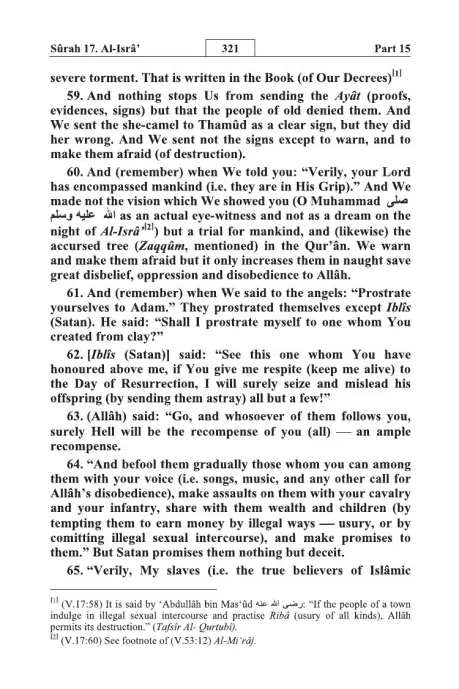 Sûrah 17. Al-Isrâ’ 321 Part 15
severe torment. That is written in the Book (of Our Decrees)[1]
59. And nothing stops Us from sending the Ayât (proofs,
evidences, signs) but that the people of old denied them. And
We sent the she-camel to Thamûd as a clear sign, but they did
her wrong. And We sent not the signs except to warn, and to
make them afraid (of destruction).
60. And (remember) when We told you: “Verily, your Lord
has encompassed mankind (i.e. they are in His Grip).” And We
made not the vision which We showed you (O Muhammad صلى
الله عليه وسلم as an actual eye-witness and not as a dream on the
night of Al-Isrâ’[2]) but a trial for mankind, and (likewise) the
accursed tree (Zaqqûm, mentioned) in the Qur’ân. We warn
and make them afraid but it only increases them in naught save
great disbelief, oppression and disobedience to Allâh.
61. And (remember) when We said to the angels: “Prostrate
yourselves to Adam.” They prostrated themselves except Iblîs
(Satan). He said: “Shall I prostrate myself to one whom You
created from clay?”
62. [Iblîs (Satan)] said: “See this one whom You have
honoured above me, if You give me respite (keep me alive) to
the Day of Resurrection, I will surely seize and mislead his
offspring (by sending them astray) all but a few!”
63. (Allâh) said: “Go, and whosoever of them follows you,
surely Hell will be the recompense of you (all) — an ample
recompense.
64. “And befool them gradually those whom you can among
them with your voice (i.e. songs, music, and any other call for
Allâh’s disobedience), make assaults on them with your cavalry
and your infantry, share with them wealth and children (by
tempting them to earn money by illegal ways — usury, or by
comitting illegal sexual intercourse), and make promises to
them.” But Satan promises them nothing but deceit.
65. “Verily, My slaves (i.e. the true believers of Islâmic
[1] (V.17:58) It is said by ‘Abdullâh bin Mas‘ûd رضى الله عنه: “If the people of a town
indulge in illegal sexual intercourse and practise Ribâ (usury of all kinds), Allâh
permits its destruction.” (Tafsîr Al- Qurtubî).
[2] (V.17:60) See footnote of (V.53:12) Al-Mi‘râj.